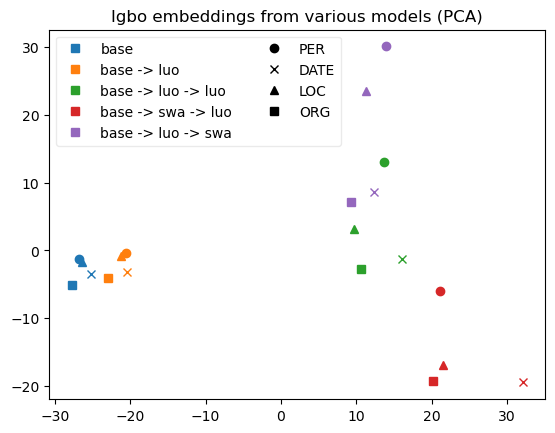 Igbo embeddings from various models (PCA)
base
base -> luo
base -> luo -> luo
base -> swa -> luo
base -> luo -> swa
PER
DATE
LOC
ORG
30
20
10
0
−10
−20
−30
−20
−10
0
10
20
30